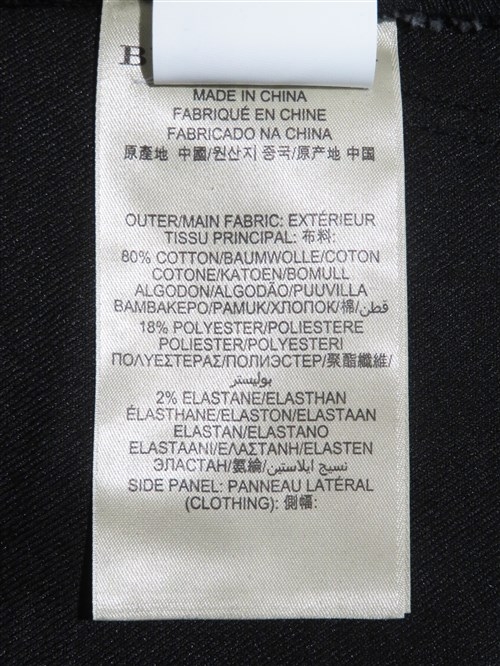 MADE IN CHINA
FABRIQUÉ EN CHINE
FABRICADO NA CHINA
原產地 中國/원산지 중국/原产地 中国
OUTER/MAIN FABRIC: EXTÉRIEUR
TISSU PRINCIPAL: 布料:
80% COTTON/BAUMWOLLE/COTON
COTONE/KATOEN/BOMULL
ALGODON/ALGODÃO/PUUVILLA
ΒΑΜΒΑΚΕΡΟ/PAMUK/ХЛОПОК/棉/قطن/
18% POLYESTER/POLIESTERE
POLIESTER/POLYESTERI
ΠΟΛΥΕΣΤΕΡΑΣ/ПОЛИЭСТЕР/聚酯纖維/
بوليستر
2% ELASTANE/ELASTHAN
ÉLASTHANE/ELASTON/ELASTAAN
ELASTAN/ELASTANO
ELASTAANI/ΕΛΑΣΤΑΝΗ/ELASTEN
ЭЛАСТАН/氨綸/نسيج ايلاستين/
SIDE PANEL: PANNEAU LATÉRAL
(CLOTHING): 側幅: